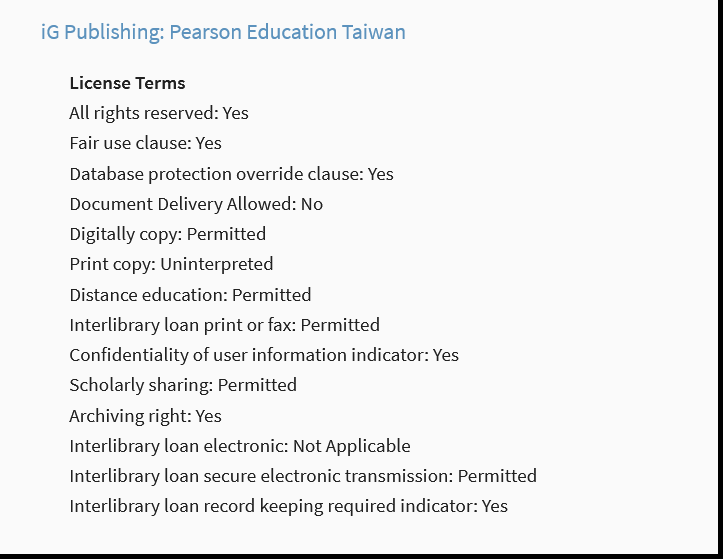 iG Publishing: Pearson Education Taiwan
License Terms
All rights reserved: Yes
Fair use clause: Yes
Database protection override clause: Yes
Document Delivery Allowed: No
Digitally copy: Permitted
Print copy: Uninterpreted
Distance education: Permitted
Interlibrary loan print or fax: Permitted
Confidentiality of user information indicator: Yes
Scholarly sharing: Permitted
Archiving right: Yes
Interlibrary loan electronic: Not Applicable
Interlibrary loan secure electronic transmission: Permitted
Interlibrary loan record keeping required indicator: Yes